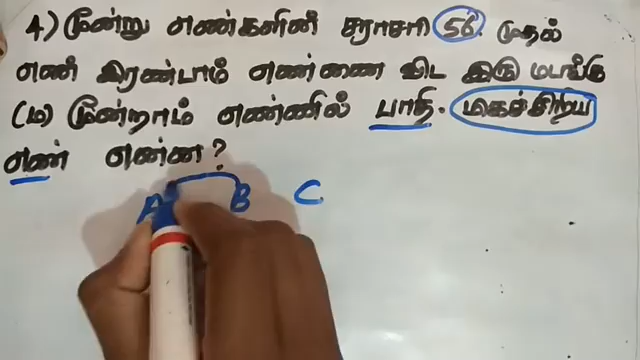 4) மூன்று எண்களின் சராசரி 56. முதல்
எண் இரண்டாம் எண்ணை விட இரு மடங்கு
(ம) மூன்றாம் எண்ணில் பாதி. மிகச்சிறிய
எண் என்ன?
A B C